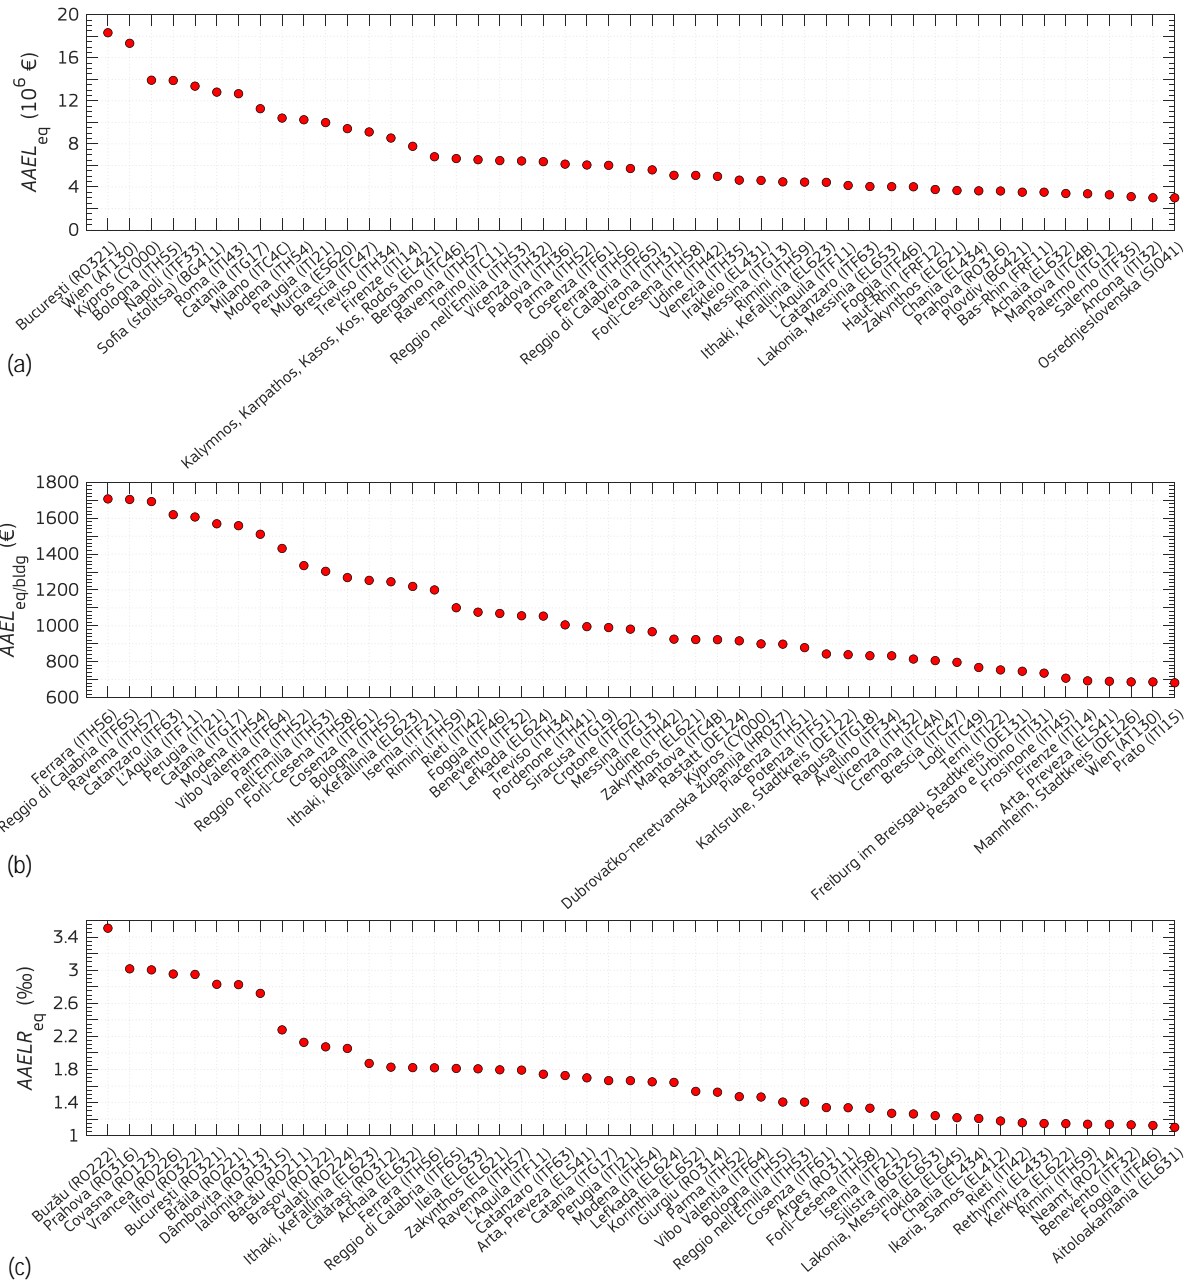 20
16
12
8
4
0
AAEL eq (10⁶ €)
Bucuresti (RO321)
Wien (AT130)
Kypros (CY000)
Bologna (ITH55)
Napoli (ITF33)
Sofia (stolitsa) (BG411)
Roma (ITI43)
Catania (ITG17)
Milano (ITC4C)
Modena (ITH54)
Perugia (ITI21)
Murcia (ES620)
Brescia (ITC47)
Treviso (ITH34)
Firenze (ITI14)
Kalymnos, Karpathos, Kasos, Kos, Rodos (EL421)
Bergamo (ITC46)
Ravenna (ITH57)
Torino (ITC11)
Reggio nell'Emilia (ITH53)
Vicenza (ITH32)
Padova (ITH36)
Parma (ITH52)
Cosenza (ITF61)
Ferrara (ITH56)
Reggio di Calabria (ITF65)
Verona (ITH31)
Forlì-Cesena (ITH58)
Udine (ITH42)
Venezia (ITH35)
Irakleio (EL431)
Messina (ITG13)
Rimini (ITH59)
Ithaki, Kefallinia (EL623)
L'Aquila (ITF11)
Catanzaro (ITF63)
Lakonia, Messinia (EL653)
Foggia (ITF46)
Haut-Rhin (FRF12)
Zakynthos (EL621)
Chania (EL434)
Prahova (RO316)
Plovdiv (BG421)
Bas-Rhin (FRF11)
Achaia (EL632)
Mantova (ITC4B)
Palermo (ITG12)
Salerno (ITF35)
Ancona (ITI32)
Osrednjeslovenska (SI041)
(a)
1800
1600
1400
1200
1000
800
600
AAEL eq/bldg (€)
Ferrara (ITH56)
Reggio di Calabria (ITF65)
Ravenna (ITH57)
Catanzaro (ITF63)
L'Aquila (ITF11)
Perugia (ITI21)
Catania (ITG17)
Modena (ITH54)
Vibo Valentia (ITF64)
Parma (ITH52)
Reggio nell'Emilia (ITH53)
Forlì-Cesena (ITH58)
Cosenza (ITF61)
Bologna (ITH55)
Ithaki, Kefallinia (EL623)
Isernia (ITF21)
Rimini (ITH59)
Rieti (ITI42)
Foggia (ITF46)
Benevento (ITF32)
Lefkada (EL624)
Treviso (ITH34)
Pordenone (ITH41)
Siracusa (ITG19)
Crotone (ITF62)
Messina (ITG13)
Udine (ITH42)
Zakynthos (EL621)
Mantova (ITC4B)
Rastatt (DE124)
Kypros (CY000)
Dubrovačko-neretvanska županija (HR037)
Piacenza (ITH51)
Potenza (ITF51)
Karlsruhe, Stadtkreis (DE122)
Ragusa (ITG18)
Avellino (ITF34)
Vicenza (ITH32)
Cremona (ITC4A)
Brescia (ITC47)
Lodi (ITC49)
Terni (ITI22)
Freiburg im Breisgau, Stadtkreis (DE131)
Pesaro e Urbino (ITI31)
Frosinone (ITI45)
Firenze (ITI14)
Arta, Preveza (EL541)
Mannheim, Stadtkreis (DE126)
Wien (AT130)
Prato (ITI15)
(b)
3.4
3
2.6
2.2
1.8
1.4
1
AAELR eq (‰)
Buzău (RO222)
Prahova (RO316)
Covasna (RO123)
Vrancea (RO226)
Ilfov (RO322)
Bucuresti (RO321)
Brăila (RO221)
Dâmbovița (RO313)
Ialomița (RO315)
Bacău (RO211)
Brașov (RO122)
Galați (RO224)
Ithaki, Kefallinia (EL623)
Călărași (RO312)
Achaia (EL632)
Ferrara (ITH56)
Reggio di Calabria (ITF65)
Ileia (EL633)
Zakynthos (EL621)
Ravenna (ITH57)
L'Aquila (ITF11)
Catanzaro (ITF63)
Arta, Preveza (EL541)
Catania (ITG17)
Perugia (ITI21)
Modena (ITH54)
Lefkada (EL624)
Korinthia (EL652)
Giurgiu (RO314)
Parma (ITH52)
Vibo Valentia (ITF64)
Bologna (ITH55)
Reggio nell'Emilia (ITH53)
Cosenza (ITF61)
Argeș (RO311)
Forlì-Cesena (ITH58)
Isernia (ITF21)
Silistra (BG325)
Lakonia, Messinia (EL653)
Fokida (EL645)
Chania (EL434)
Ikaria, Samos (EL412)
Rieti (ITI42)
Rethymni (EL433)
Kerkyra (EL622)
Rimini (ITH59)
Neamț (RO214)
Benevento (ITF32)
Foggia (ITF46)
Aitoloakarnania (EL631)
(c)